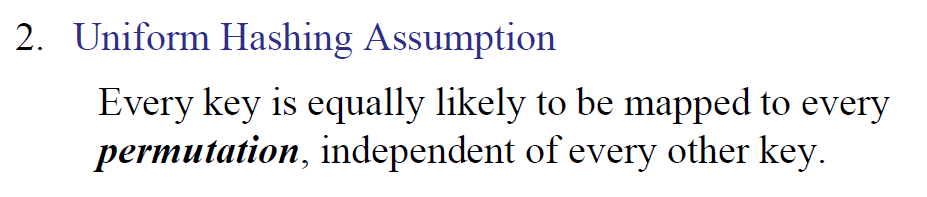 2. Uniform Hashing Assumption
Every key is equally likely to be mapped to every
permutation, independent of every other key.